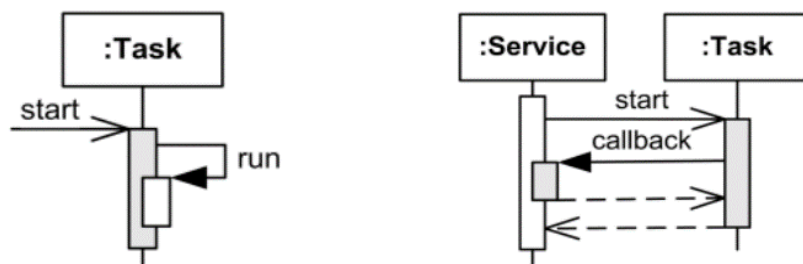 :Task
start
run
:Service
:Task
start
callback